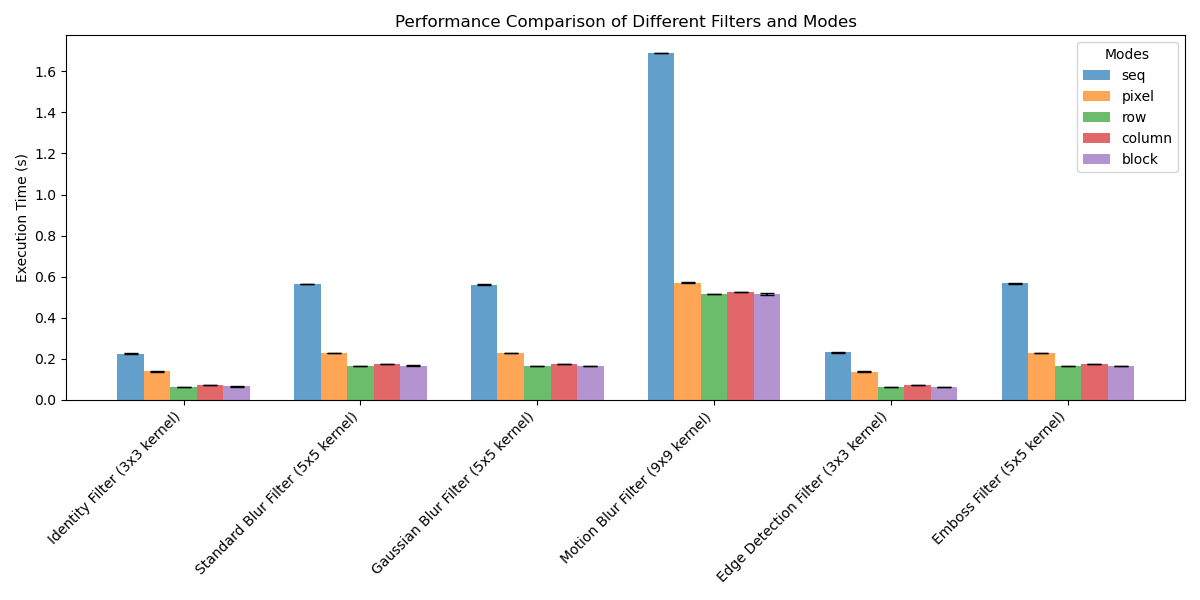 Performance Comparison of Different Filters and Modes
Execution Time (s)
1.6
1.4
1.2
1.0
0.8
0.6
0.4
0.2
0.0
Modes
seq
pixel
row
column
block
Identity Filter (3x3 kernel)
Standard Blur Filter (5x5 kernel)
Gaussian Blur Filter (5x5 kernel)
Motion Blur Filter (9x9 kernel)
Edge Detection Filter (3x3 kernel)
Emboss Filter (5x5 kernel)